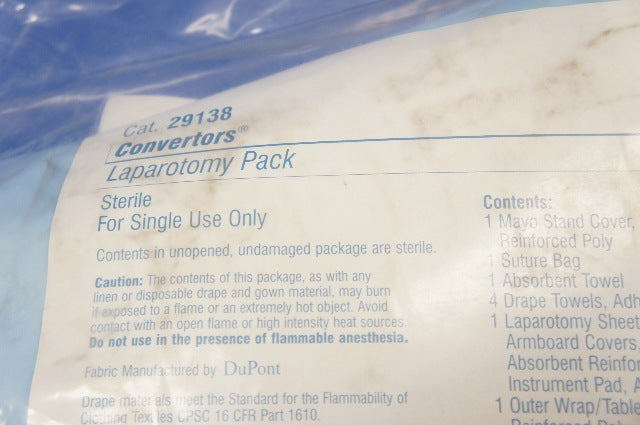 Cat. 29138
Convertors®
Laparotomy Pack
Sterile
For Single Use Only
Contents in unopened, undamaged package are sterile.
Caution: The contents of this package, as with any
linen or disposable drape and gown material, may burn
if exposed to a flame or an extremely hot object. Avoid
contact with an open flame or high intensity heat sources.
Do not use in the presence of flammable anesthesia.
Fabric Manufactured by DuPont
Drape materials meet the Standard for the Flammability of
Clothing Textiles CPSC 16 CFR Part 1610.
Contents:
1 Mayo Stand Cover,
Reinforced Poly
1 Suture Bag
1 Absorbent Towel
4 Drape Towels, Adh
1 Laparotomy Sheet
Armboard Covers,
Absorbent Reinfor
Instrument Pad, A
1 Outer Wrap/Table